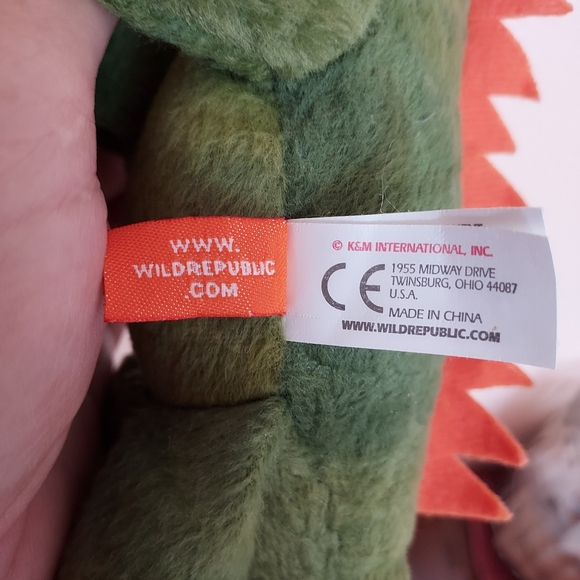 WWW.
WILDREPUBLIC
.COM
© K&M INTERNATIONAL, INC.
CE
1955 MIDWAY DRIVE
TWINSBURG, OHIO 44087
U.S.A.
MADE IN CHINA
WWW.WILDREPUBLIC.COM